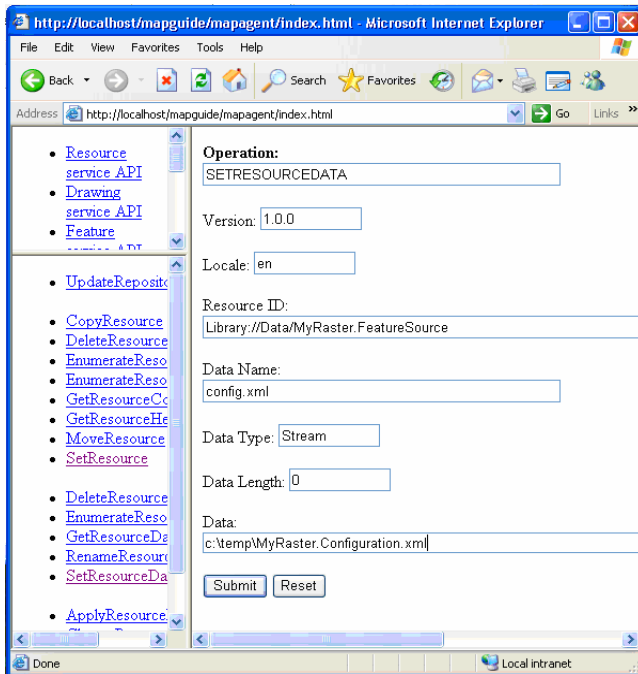 http://localhost/mapguide/mapagent/index.html - Microsoft Internet Explorer
File Edit View Favorites Tools Help
Back Search Favorites
Address http://localhost/mapguide/mapagent/index.html Go Links »
Resource
service API
Drawing
service API
Feature
UpdateReposito
CopyResource
DeleteResource
EnumerateReso
EnumerateReso
GetResourceCo
GetResourceHe
MoveResource
SetResource
DeleteResource
EnumerateReso
GetResourceDa
RenameResour
SetResourceDa
ApplyResource
Operation:
SETRESOURCEDATA
Version: 1.0.0
Locale: en
Resource ID:
Library://Data/MyRaster.FeatureSource
Data Name:
config.xml
Data Type: Stream
Data Length: 0
Data:
c:\temp\MyRaster.Configuration.xml
Submit Reset
Done Local intranet